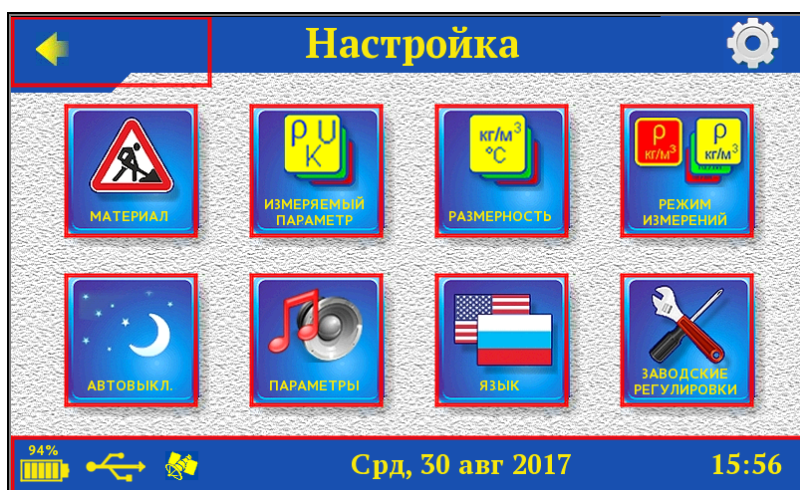 Настройка
ρ U
K
кг/м³
°C
ρ
кг/м³
ρ
кг/м³
МАТЕРИАЛ
ИЗМЕРЯЕМЫЙ
ПАРАМЕТР
РАЗМЕРНОСТЬ
РЕЖИМ
ИЗМЕРЕНИЙ
АВТОВЫКЛ.
ПАРАМЕТРЫ
ЯЗЫК
ЗАВОДСКИЕ
РЕГУЛИРОВКИ
94%
Срд, 30 авг 2017
15:56